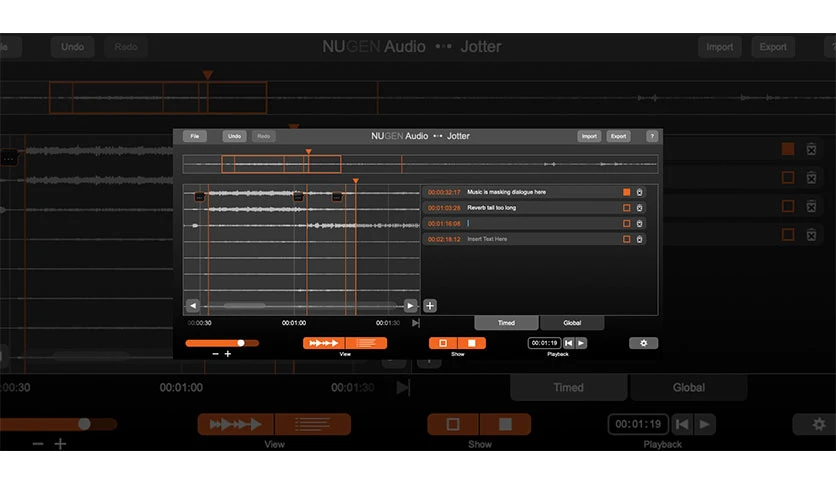 File Undo Redo NUGEN Audio Jotter Import Export ?
Undo Redo NUGEN Audio Jotter Import Export
00:00:32:17 Music is masking dialogue here
00:01:03:28 Reverb tail too long
00:01:16:08
00:02:18:12 Insert Text Here
00:00:30 00:01:00 00:01:30 Timed Global
00:01:19
View Show Playback
:00:30 00:01:00 00:01:30 Timed Global
00:01:19
View Show Playback